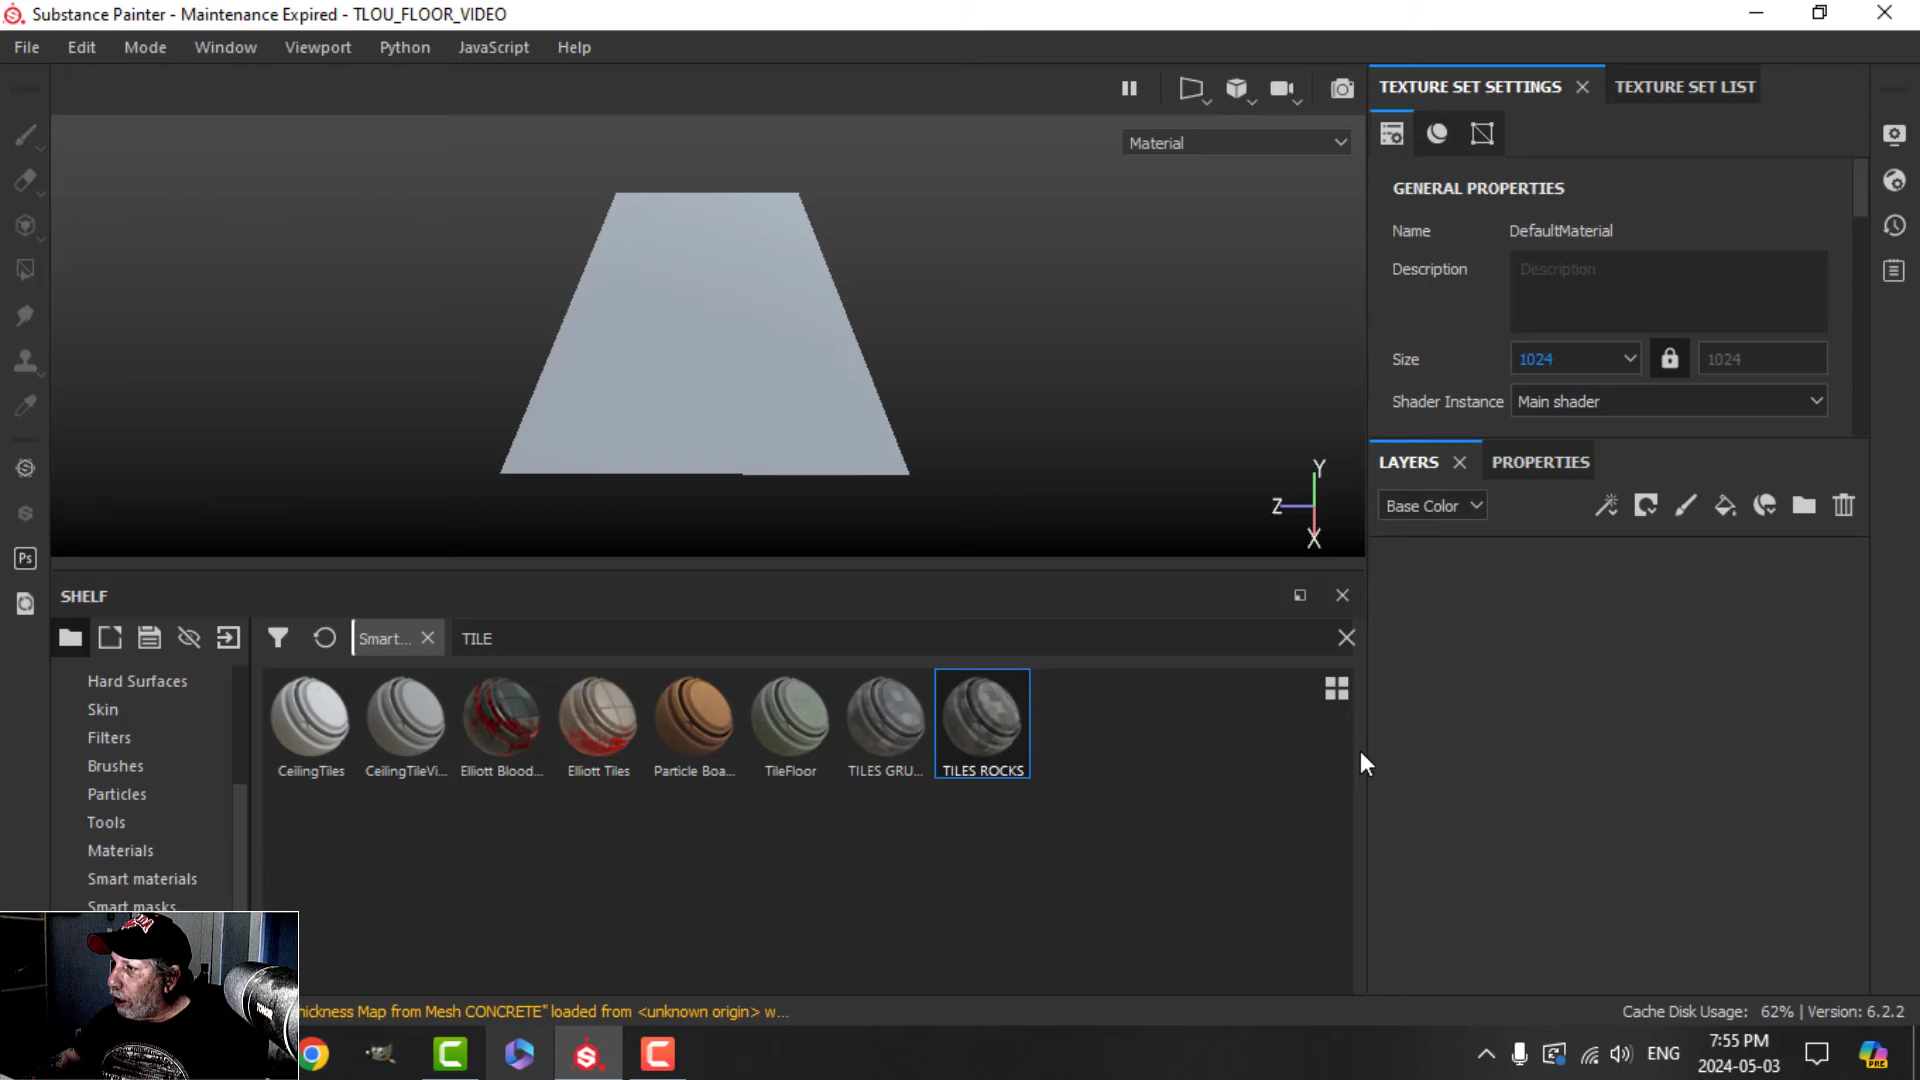 Substance Painter - Maintenance Expired - TLOU_FLOOR_VIDEO
File Edit Mode Window Viewport Python JavaScript Help
TEXTURE SET SETTINGS TEXTURE SET LIST
Material
GENERAL PROPERTIES
Name DefaultMaterial
Description Description
Size 1024 1024
Shader Instance Main shader
Y
Z
X
LAYERS PROPERTIES
Base Color
Ps
SHELF
Smart... TILE
Hard Surfaces
Skin
Filters
Brushes
Particles
Tools
Materials
Smart materials
Smart masks
CeilingTiles CeilingTileVi... Elliott Blood... Elliott Tiles Particle Boa... TileFloor TILES GRU... TILES ROCKS
hickness Map from Mesh CONCRETE" loaded from <unknown origin> w...
Cache Disk Usage: 62% | Version: 6.2.2
ENG
7:55 PM
2024-05-03